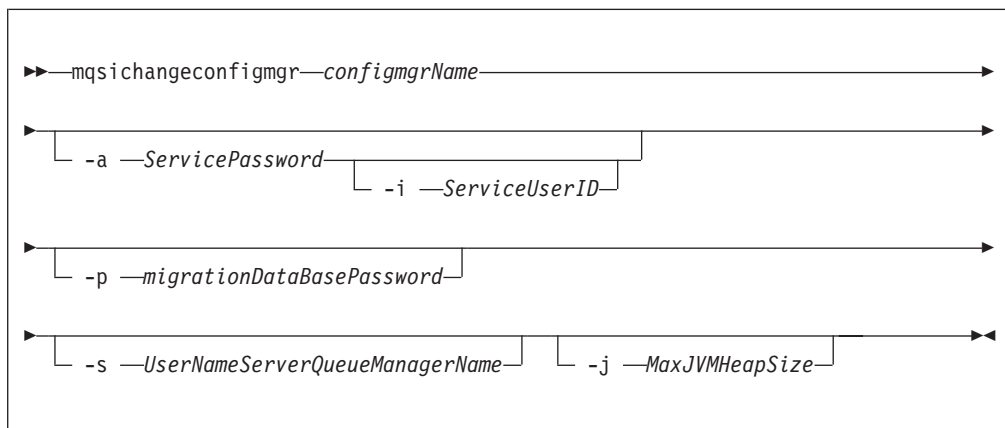 mqsichangeconfigmgr configmgrName
-a ServicePassword
-i ServiceUserID
-p migrationDataBasePassword
-s UserNameServerQueueManagerName -j MaxJVMHeapSize